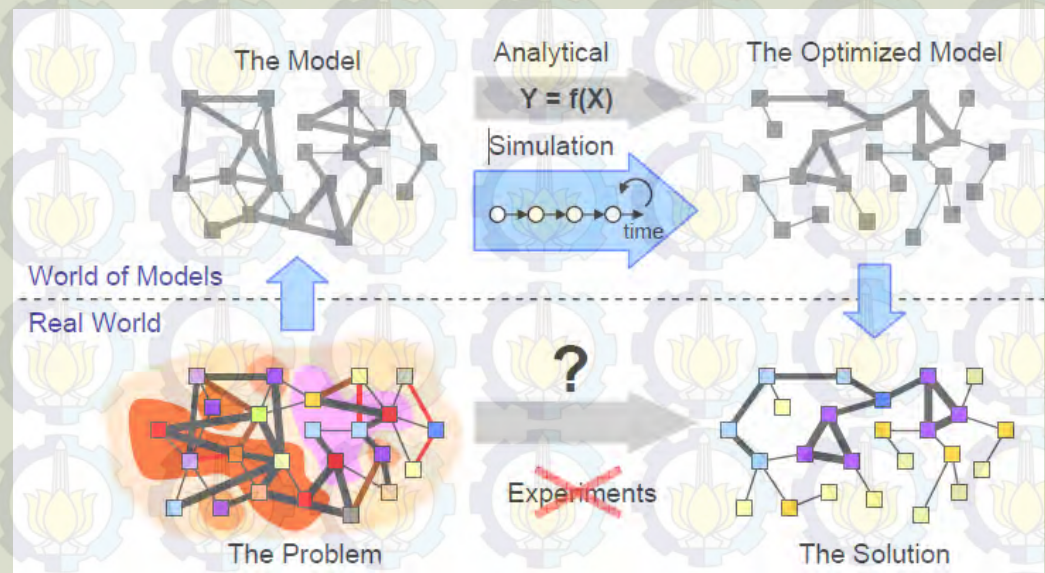 The Model
Analytical
The Optimized Model
Y = f(X)
Simulation
time
World of Models
Real World
?
Experiments
The Problem
The Solution